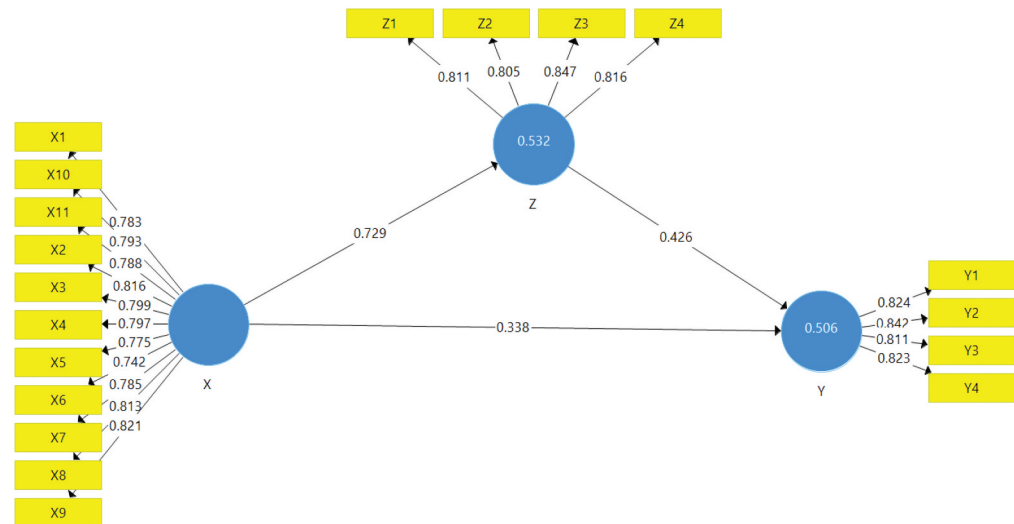 Z1 Z2 Z3 Z4
0.811 0.805 0.847 0.816
0.532
Z
X1
X10
X11
X2
X3
X4
X5
X6
X7
X8
X9
0.783
0.793
0.788
0.816
0.799
0.797
0.775
0.742
0.785
0.813
0.821
X
0.729
0.426
0.338
0.506
Y
0.824
0.842
0.811
0.823
Y1
Y2
Y3
Y4